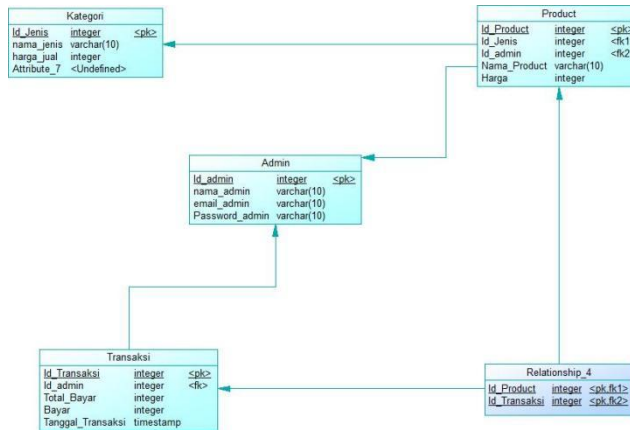 Kategori
Id_Jenis integer <pk>
nama_jenis varchar(10)
harga_jual integer
Attribute_7 <Undefined>
Product
Id_Product integer <pk>
Id_Jenis integer <fk1
Id_admin integer <fk2
Nama_Product varchar(10)
Harga integer
Admin
Id_admin integer <pk>
nama_admin varchar(10)
email_admin varchar(10)
Password_admin varchar(10)
Transaksi
Id_Transaksi integer <pk>
Id_admin integer <fk>
Total_Bayar integer
Bayar integer
Tanggal_Transaksi timestamp
Relationship_4
Id_Product integer <pk,fk1>
Id_Transaksi integer <pk,fk2>